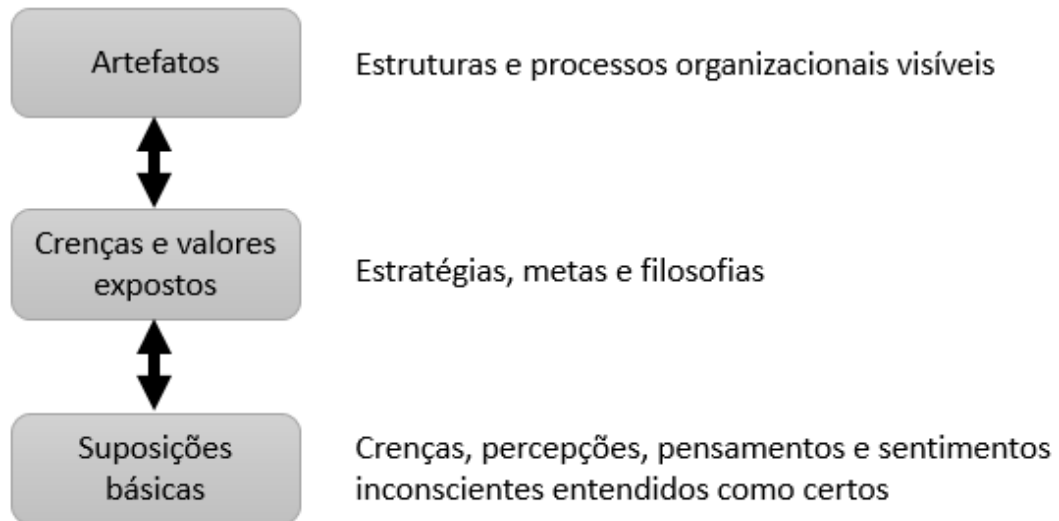 Artefatos
Estruturas e processos organizacionais visíveis
Crenças e valores
expostos
Estratégias, metas e filosofias
Suposições
básicas
Crenças, percepções, pensamentos e sentimentos
inconscientes entendidos como certos